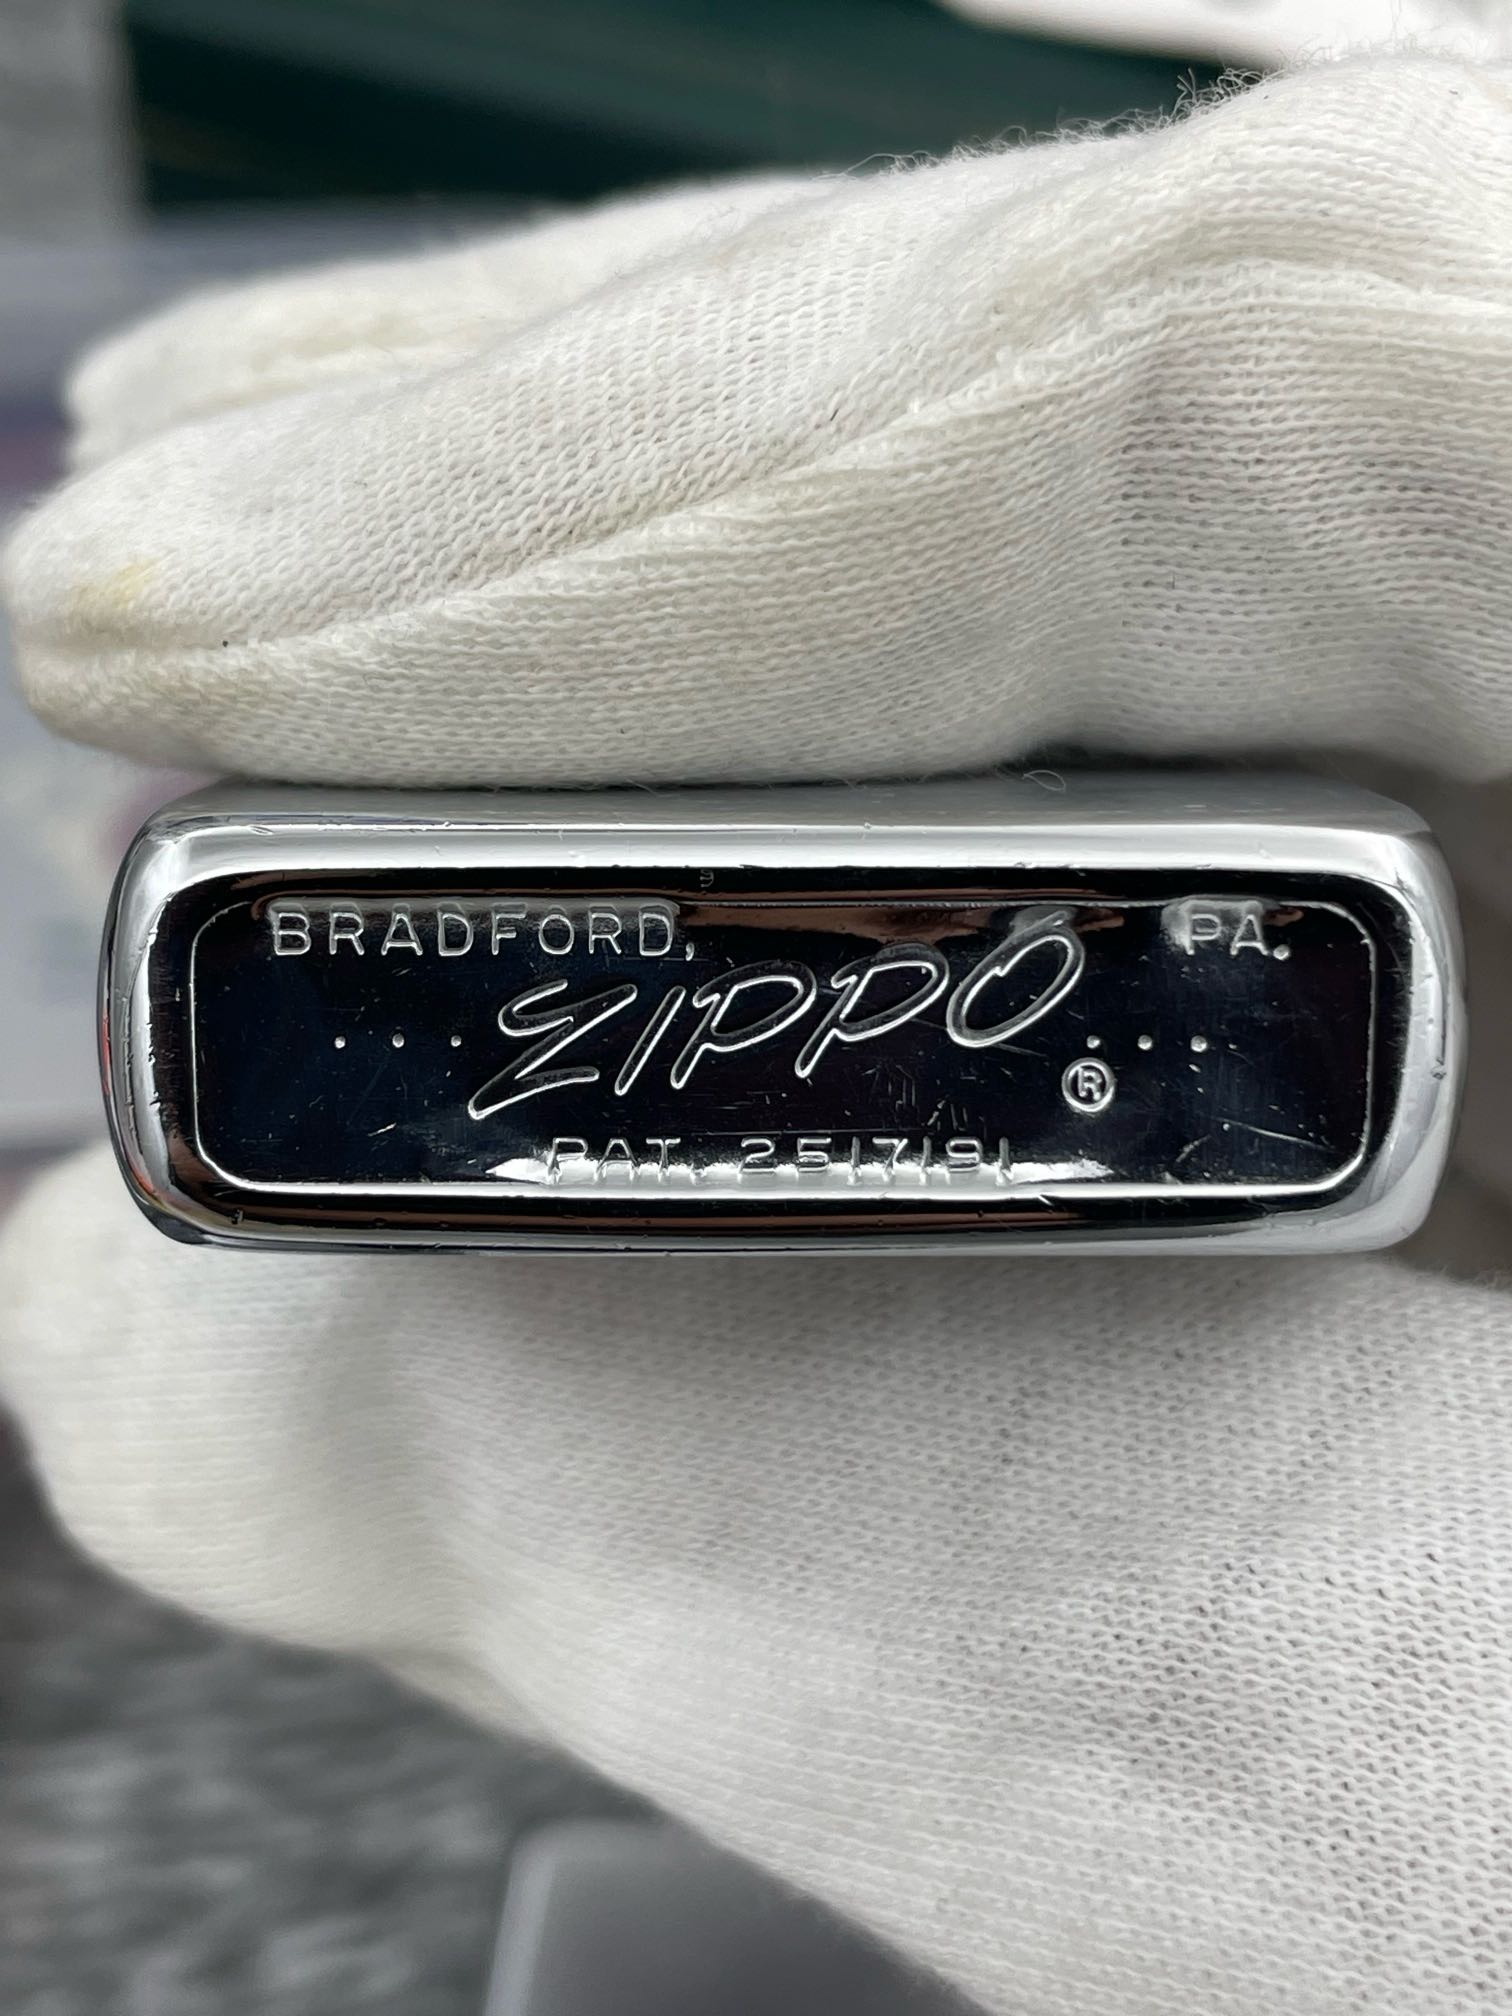 BRADFORD, PA.
... ZIPPO ® ...
PAT. 2517191